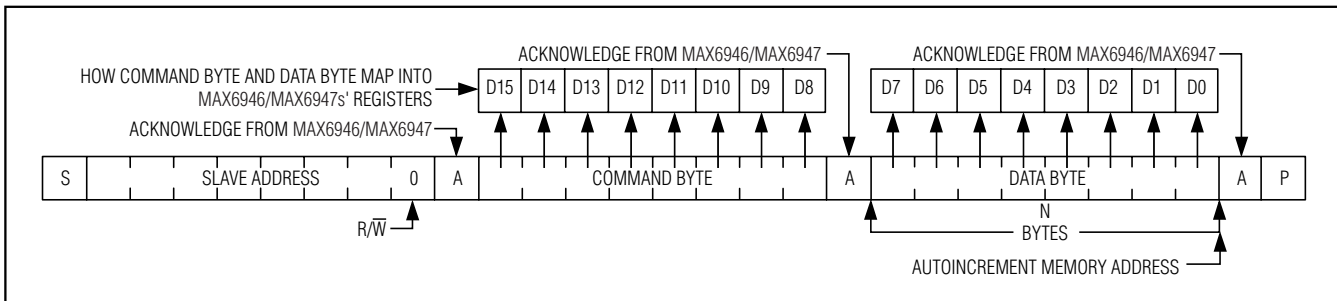 ACKNOWLEDGE FROM MAX6946/MAX6947
ACKNOWLEDGE FROM MAX6946/MAX6947
HOW COMMAND BYTE AND DATA BYTE MAP INTO
MAX6946/MAX6947s' REGISTERS
D15 D14 D13 D12 D11 D10 D9 D8
D7 D6 D5 D4 D3 D2 D1 D0
ACKNOWLEDGE FROM MAX6946/MAX6947
S SLAVE ADDRESS 0 A COMMAND BYTE A DATA BYTE A P
R/W̅
N
BYTES
AUTOINCREMENT MEMORY ADDRESS